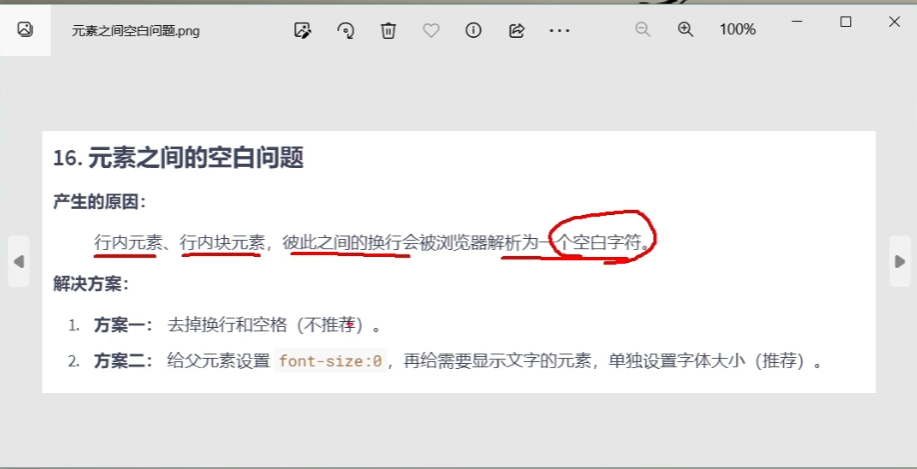 元素之间空白问题.png
100%
16. 元素之间的空白问题
产生的原因：
行内元素、行内块元素，彼此之间的换行会被浏览器解析为一个空白字符。
解决方案：
1. 方案一： 去掉换行和空格（不推荐）。
2. 方案二： 给父元素设置 font-size:0，再给需要显示文字的元素，单独设置字体大小（推荐）。